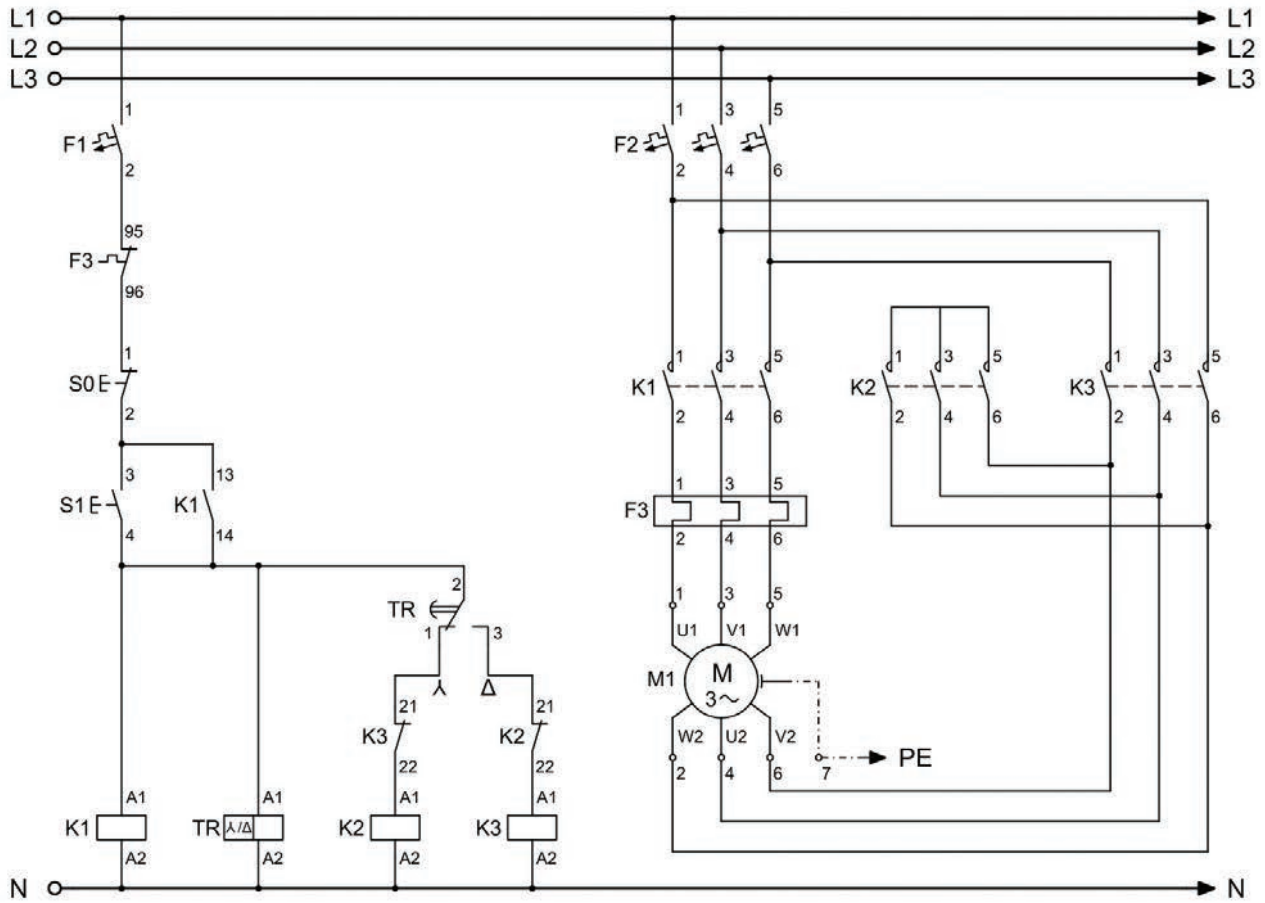 L1 L1
L2 L2
L3 L3
1 1 3 5
F1 F2
2 2 4 6
95
F3
96
1 1 3 5 1 3 5 1 3 5
S0 K1 K2 K3
2 2 4 6 2 4 6 2 4 6
3 13 1 3 5
S1 K1 F3
4 14 2 4 6
2 1 3 5
TR
1 3 U1 V1 W1
⅄ Δ M1 M
3~
21 21
K3 K2 W2 U2 V2
22 22 2 4 6 7 PE
A1 A1 A1 A1
K1 TR ⅄/Δ K2 K3
A2 A2 A2 A2
N N